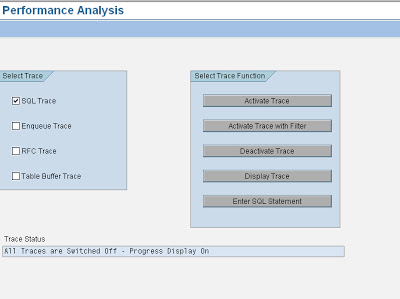 Performance Analysis
Select Trace
SQL Trace
Enqueue Trace
RFC Trace
Table Buffer Trace
Select Trace Function
Activate Trace
Activate Trace with Filter
Deactivate Trace
Display Trace
Enter SQL Statement
Trace Status
All Traces are Switched Off - Progress Display On